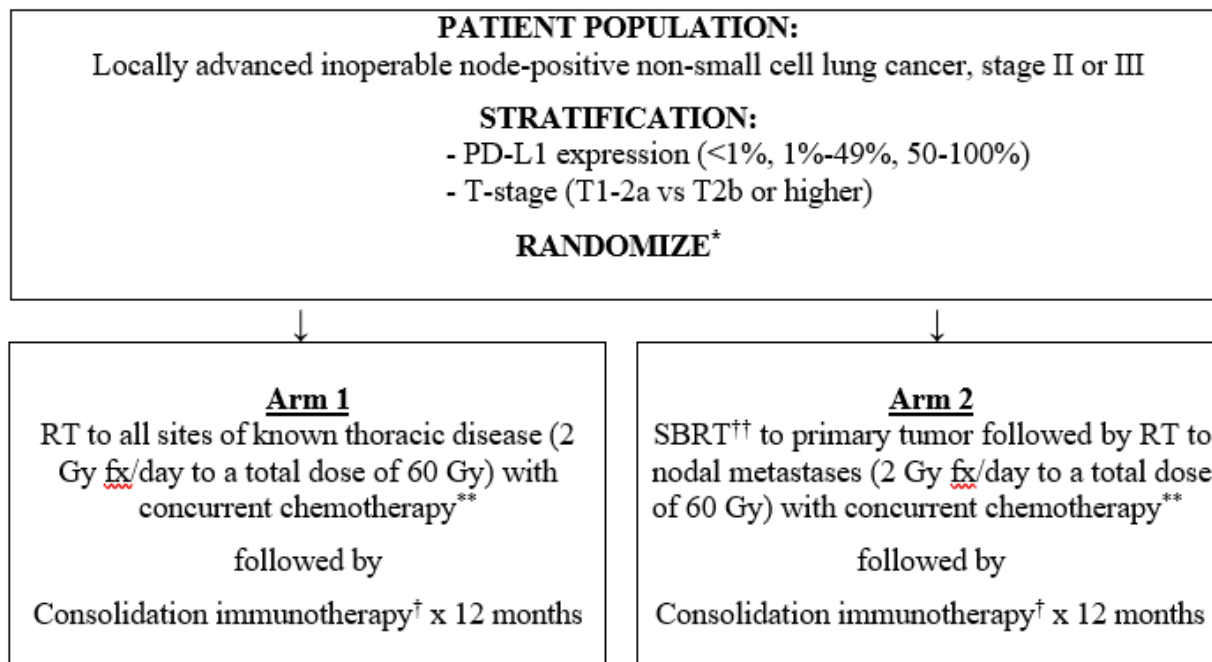 PATIENT POPULATION:
Locally advanced inoperable node-positive non-small cell lung cancer, stage II or III
STRATIFICATION:
- PD-L1 expression (<1%, 1%-49%, 50-100%)
- T-stage (T1-2a vs T2b or higher)
RANDOMIZE*
↓ ↓
Arm 1
RT to all sites of known thoracic disease (2
Gy fx/day to a total dose of 60 Gy) with
concurrent chemotherapy**
followed by
Consolidation immunotherapy† x 12 months
Arm 2
SBRT†† to primary tumor followed by RT to
nodal metastases (2 Gy fx/day to a total dose
of 60 Gy) with concurrent chemotherapy**
followed by
Consolidation immunotherapy† x 12 months